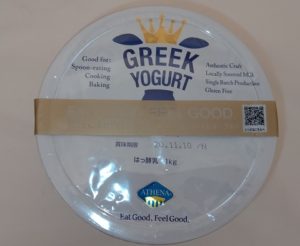 GREEK
YOGURT
Good for:
Spoon-eating
Cooking
Baking
Authentic Craft
Locally Sourced Milk
Single Batch Production
Gluten Free
GOOD
賞味期限
20.11.10
はっ酵乳 1kg
ATHENA
Eat Good. Feel Good.